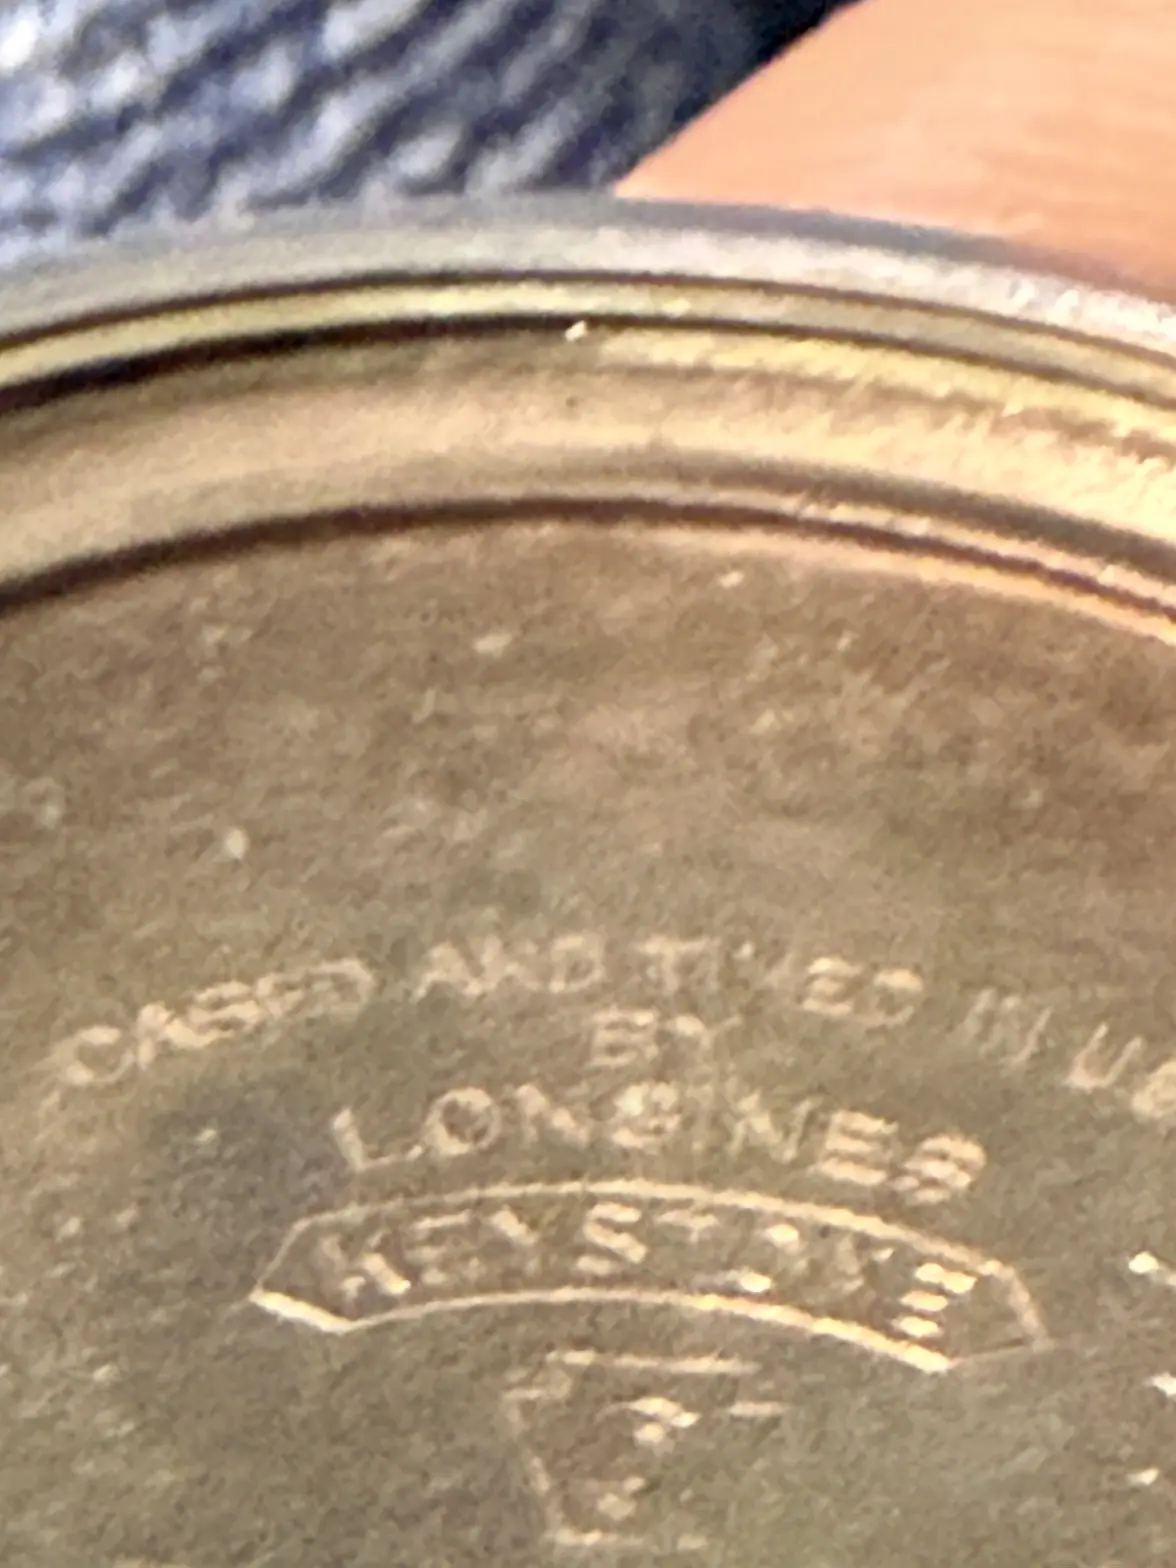 CASED AND TIMED IN U
BY
LONGINES
KEYSTONE